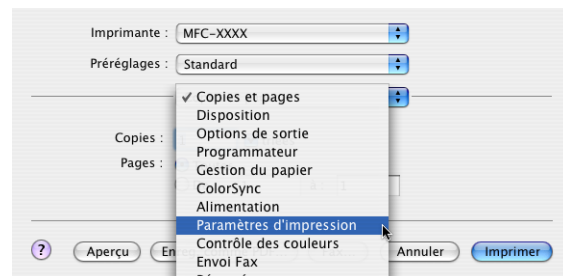 Imprimante : MFC-XXXX
Préréglages : Standard
✓ Copies et pages
Disposition
Options de sortie
Copies :
Programmateur
Pages :
Gestion du papier
ColorSync
Alimentation
Paramètres d'impression
Contrôle des couleurs
Envoi Fax
? Aperçu En Annuler Imprimer